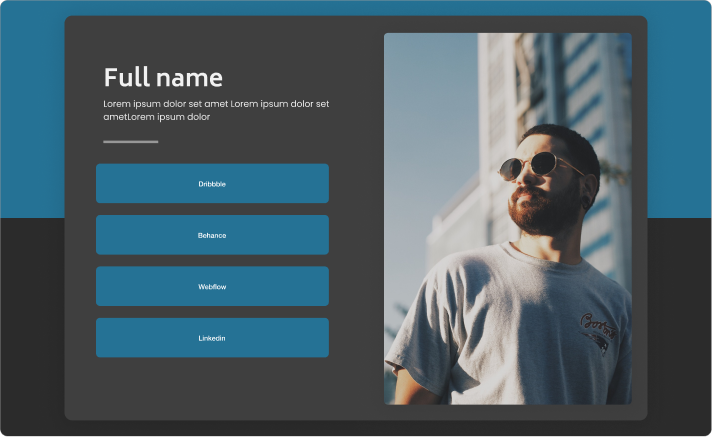 Full name
Lorem ipsum dolor set amet Lorem ipsum dolor set
ametLorem ipsum dolor
Dribbble
Behance
Webflow
Linkedin